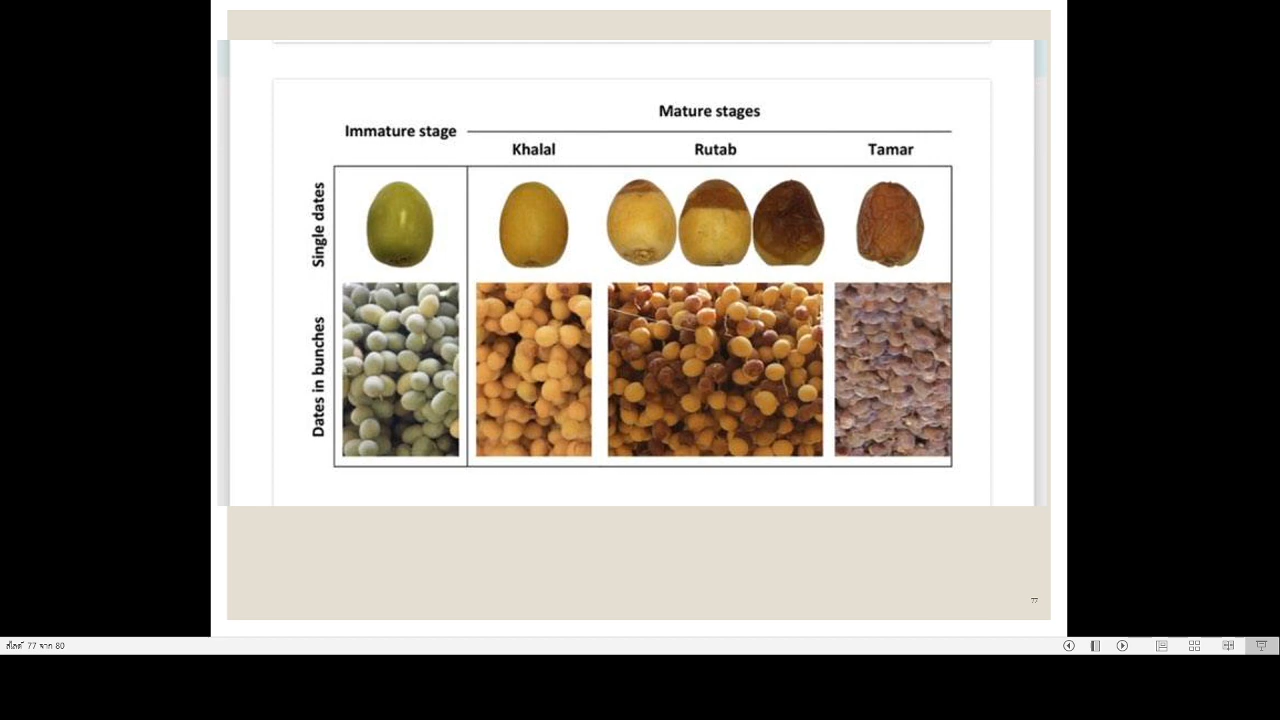 Mature stages
Immature stage
Khalal
Rutab
Tamar
Single dates
Dates in bunches
77
สไลด์ 77 จาก 80